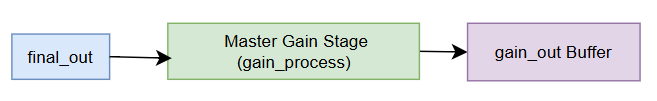 final_out
Master Gain Stage
(gain_process)
gain_out Buffer